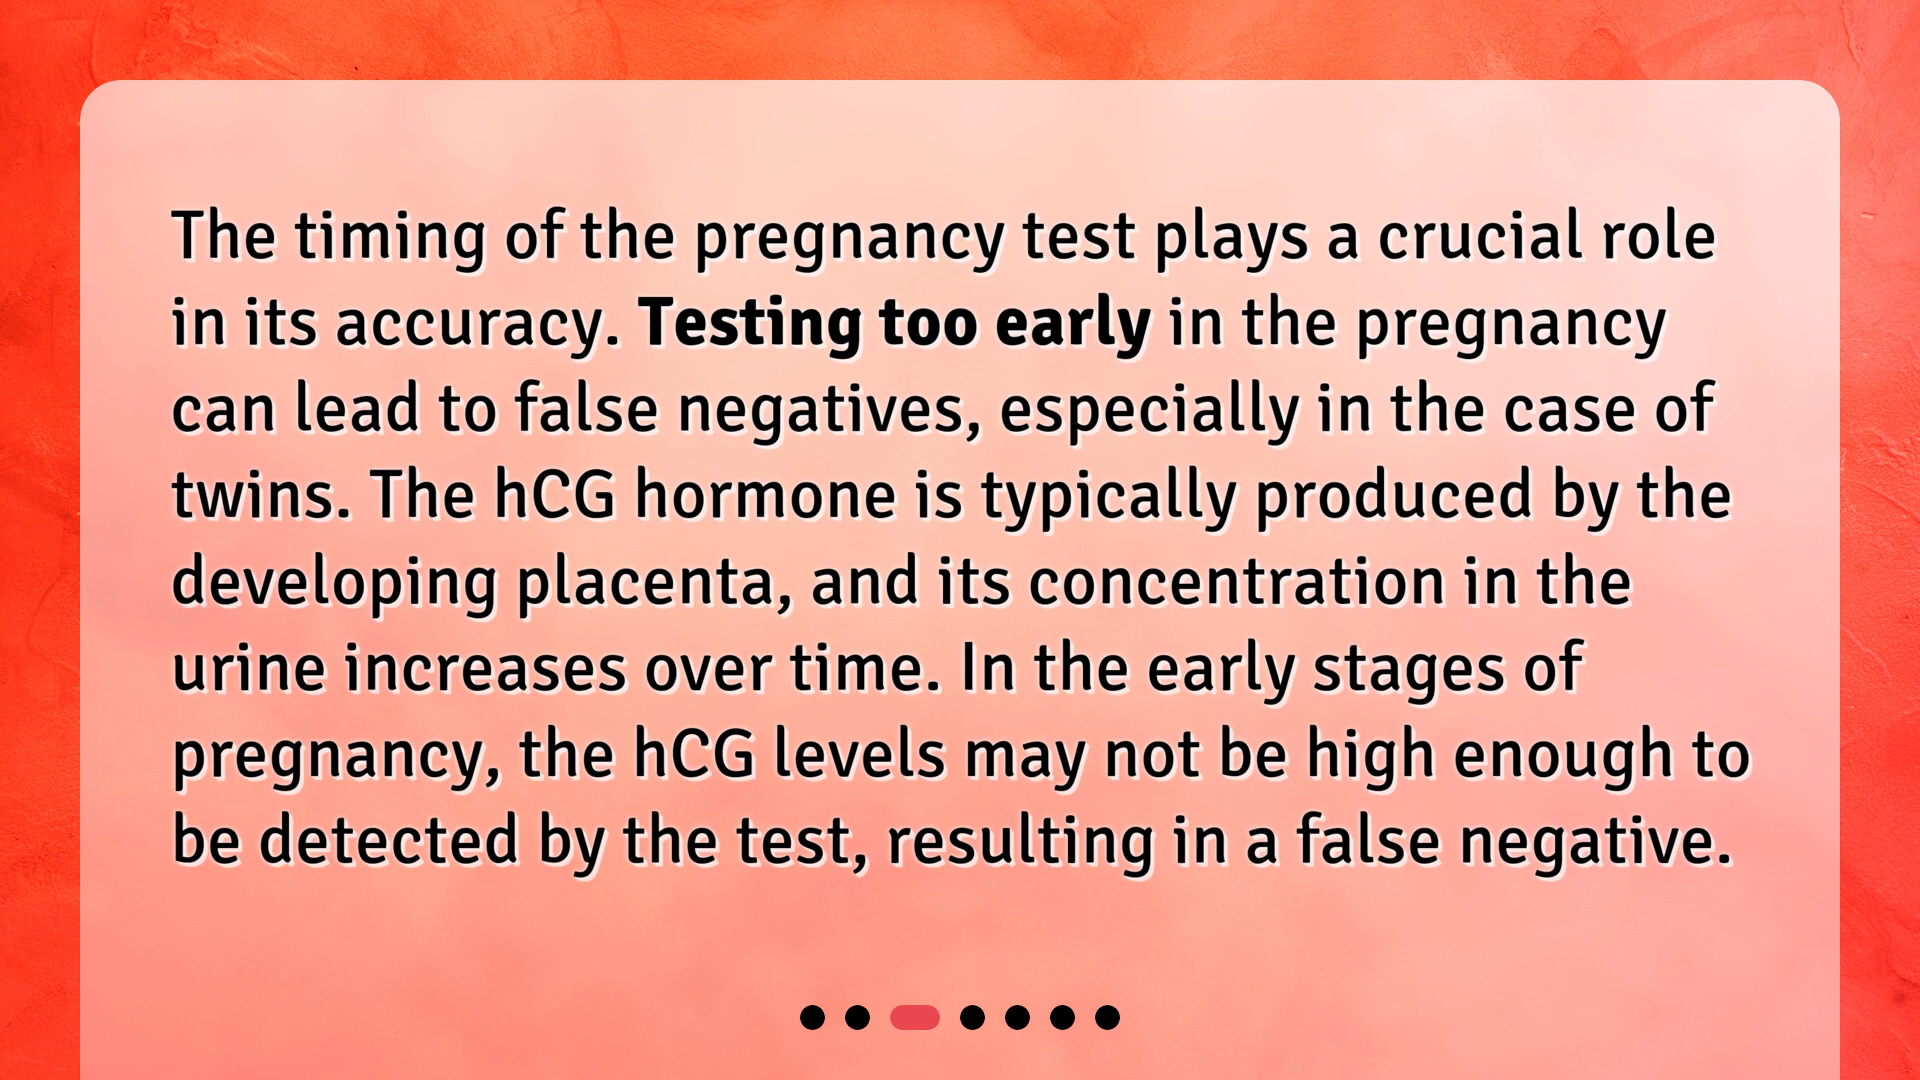 The timing of the pregnancy test plays a crucial role
in its accuracy. Testing too early in the pregnancy
can lead to false negatives, especially in the case of
twins. The hCG hormone is typically produced by the
developing placenta, and its concentration in the
urine increases over time. In the early stages of
pregnancy, the hCG levels may not be high enough to
be detected by the test, resulting in a false negative.